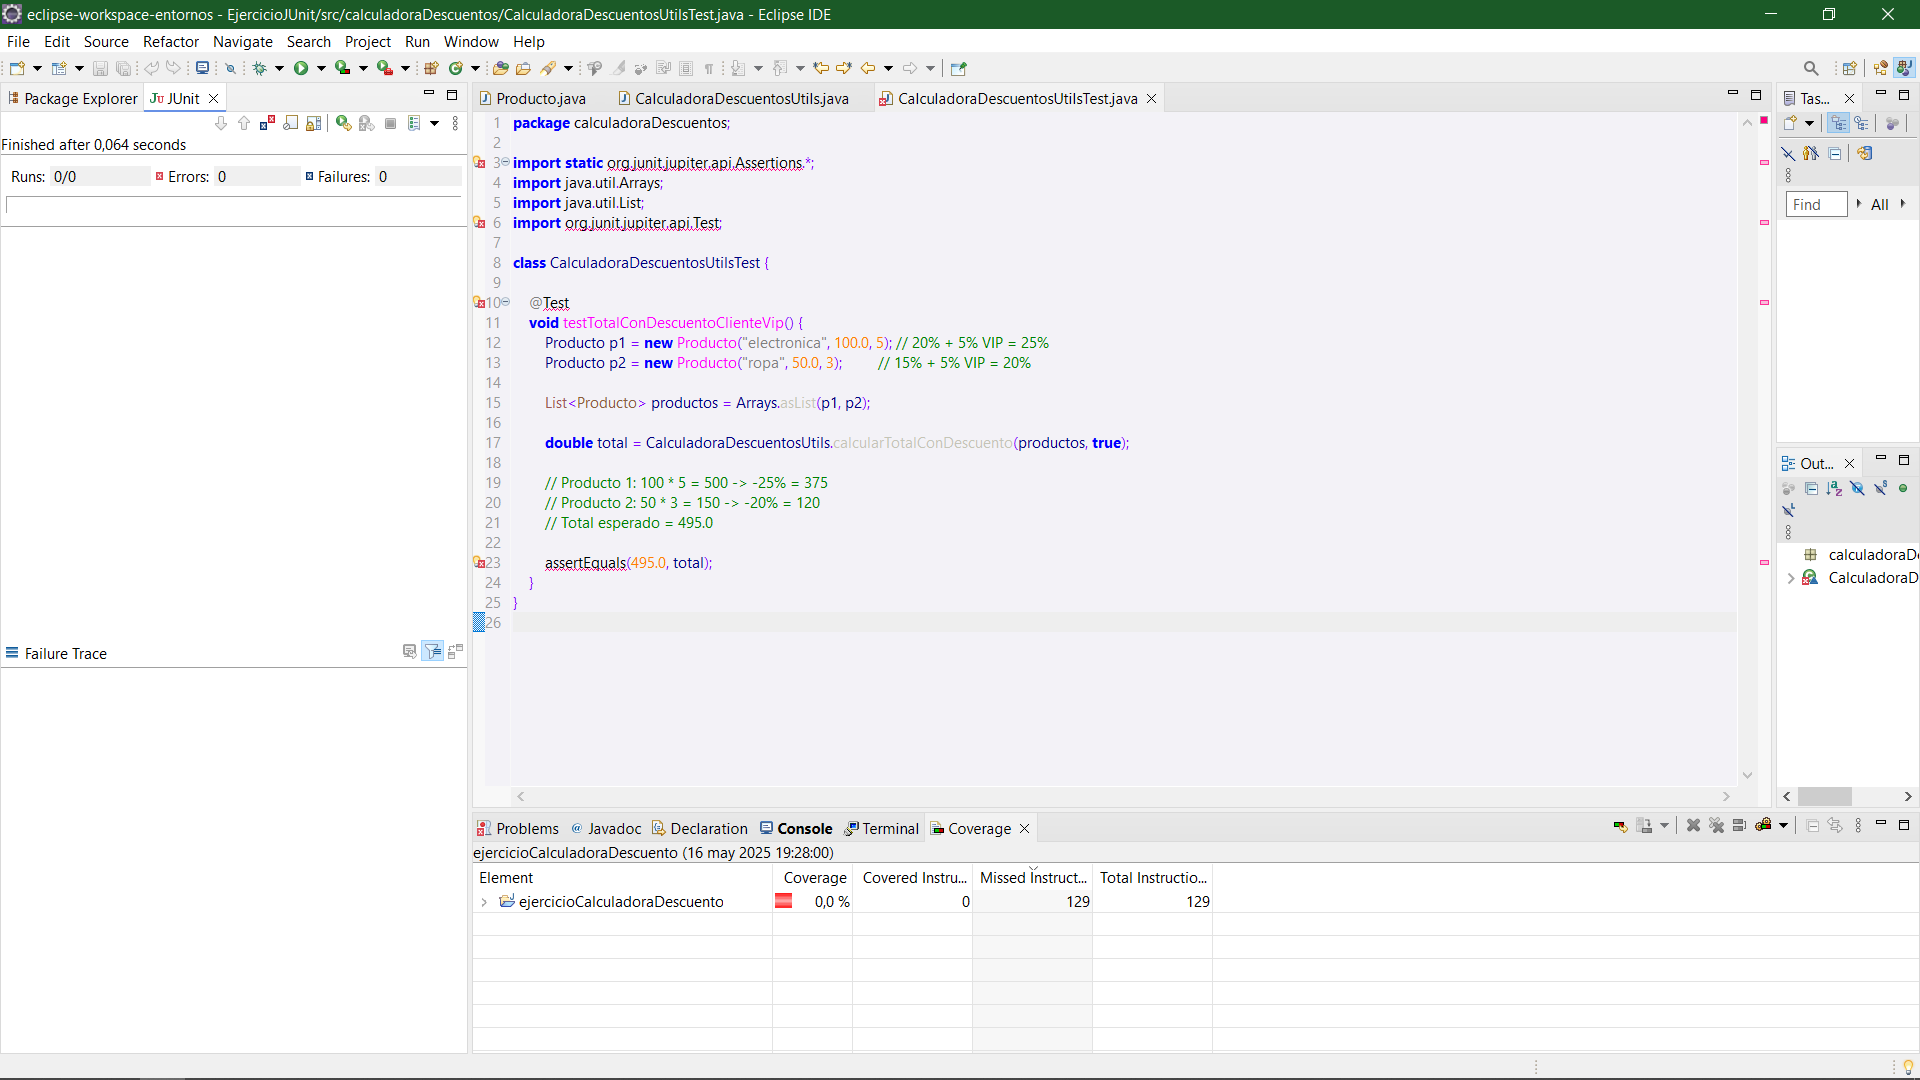 eclipse-workspace-entornos - EjercicioJUnit/src/calculadoraDescuentos/CalculadoraDescuentosUtilsTest.java - Eclipse IDE
File Edit Source Refactor Navigate Search Project Run Window Help
Package Explorer JUnit
Finished after 0,064 seconds
Runs: 0/0 Errors: 0 Failures: 0
Failure Trace
Producto.java CalculadoraDescuentosUtils.java CalculadoraDescuentosUtilsTest.java
1 package calculadoraDescuentos;
2
3 import static org.junit.jupiter.api.Assertions.*;
4 import java.util.Arrays;
5 import java.util.List;
6 import org.junit.jupiter.api.Test;
7
8 class CalculadoraDescuentosUtilsTest {
9
10 @Test
11 void testTotalConDescuentoClienteVip() {
12 Producto p1 = new Producto("electronica", 100.0, 5); // 20% + 5% VIP = 25%
13 Producto p2 = new Producto("ropa", 50.0, 3); // 15% + 5% VIP = 20%
14
15 List<Producto> productos = Arrays.asList(p1, p2);
16
17 double total = CalculadoraDescuentosUtils.calcularTotalConDescuento(productos, true);
18
19 // Producto 1: 100 * 5 = 500 -> -25% = 375
20 // Producto 2: 50 * 3 = 150 -> -20% = 120
21 // Total esperado = 495.0
22
23 assertEquals(495.0, total);
24 }
25 }
26
Tas...
Find All
Out...
calculadoraD
CalculadoraD
Problems Javadoc Declaration Console Terminal Coverage
ejercicioCalculadoraDescuento (16 may 2025 19:28:00)
Element Coverage Covered Instru... Missed Instruct... Total Instructio...
ejercicioCalculadoraDescuento 0,0 % 0 129 129